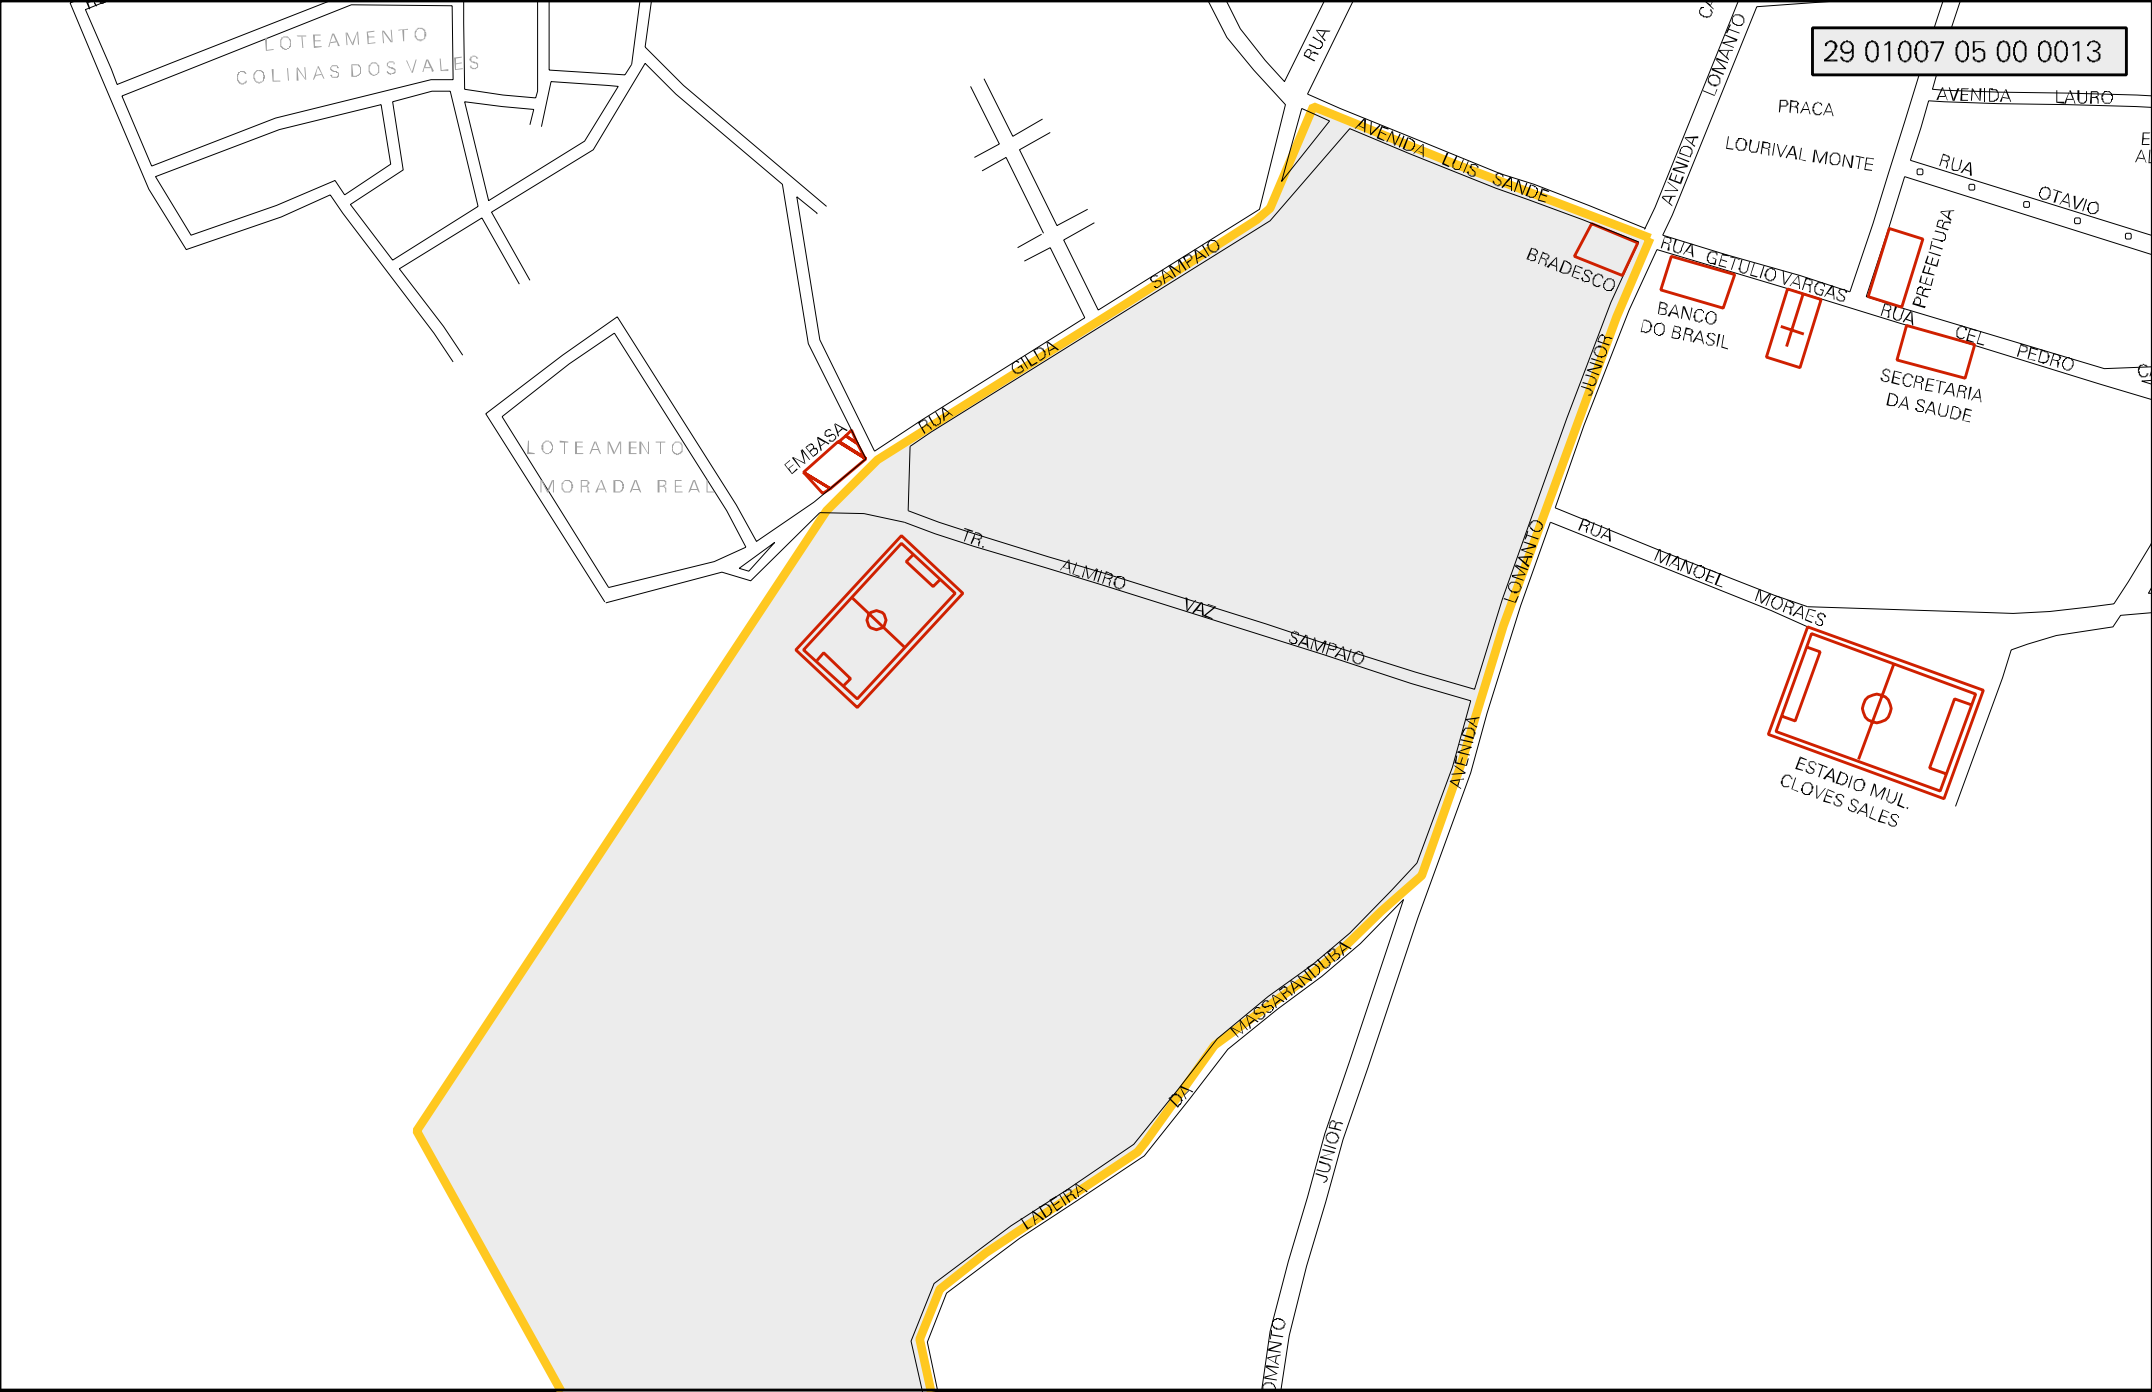 LOTEAMENTO
COLINAS DOS VALES
RUA
LOMANTO
AVENIDA
29 01007 05 00 0013
PRACA
LOURIVAL MONTE
AVENIDA LAURO
RUA OTAVIO
AVENIDA LUIS SANDE
BRADESCO
RUA GETULIO VARGAS
PREFEITURA
BANCO
DO BRASIL
RUA CEL PEDRO
SECRETARIA
DA SAUDE
RUA GILDA SAMPAIO
EMBASA
LOTEAMENTO
MORADA REAL
TR. ALMIRO VAZ SAMPAIO
AVENIDA LOMANTO JUNIOR
RUA MANOEL MORAES
ESTADIO MUL.
CLOVES SALES
LADEIRA DA MASSARANDUBA
JUNIOR